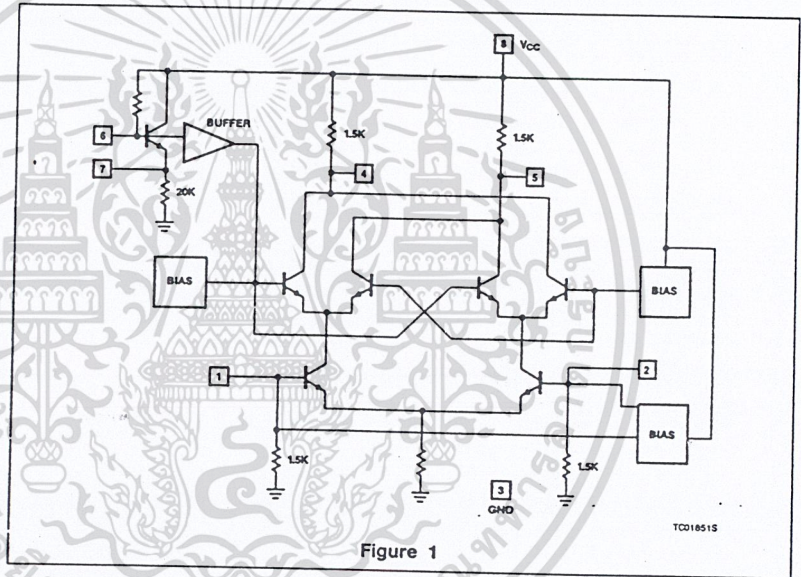 8 Vcc
BUFFER
6
1.5K
1.5K
4
5
7
20K
BIAS
BIAS
1
2
BIAS
1.5K
1.5K
3
GND
TC01851S
Figure 1